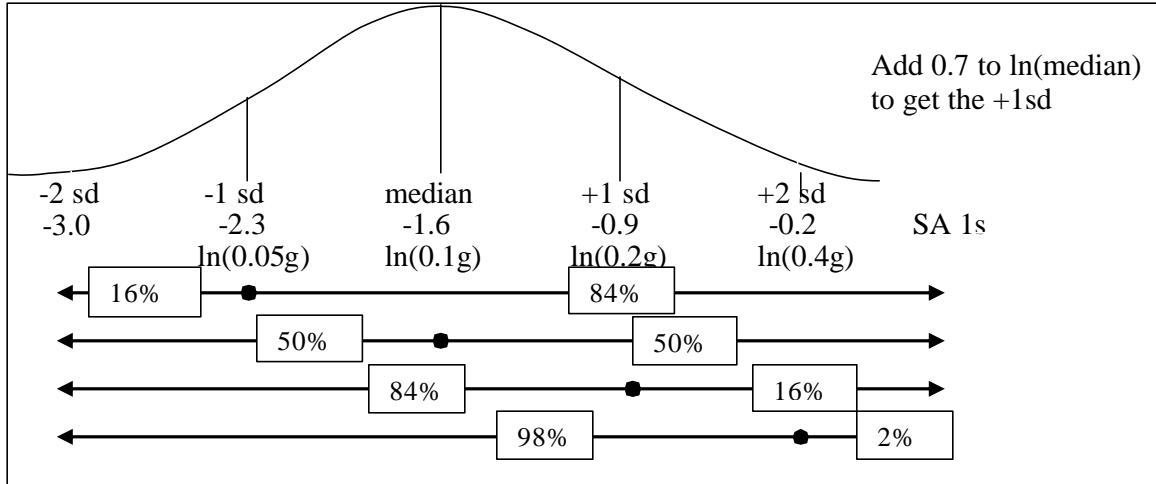 Add 0.7 to ln(median)
to get the +1sd
-2 sd -1 sd median +1 sd +2 sd
-3.0 -2.3 -1.6 -0.9 -0.2 SA 1s
ln(0.05g) ln(0.1g) ln(0.2g) ln(0.4g)
16% 84%
50% 50%
84% 16%
98% 2%